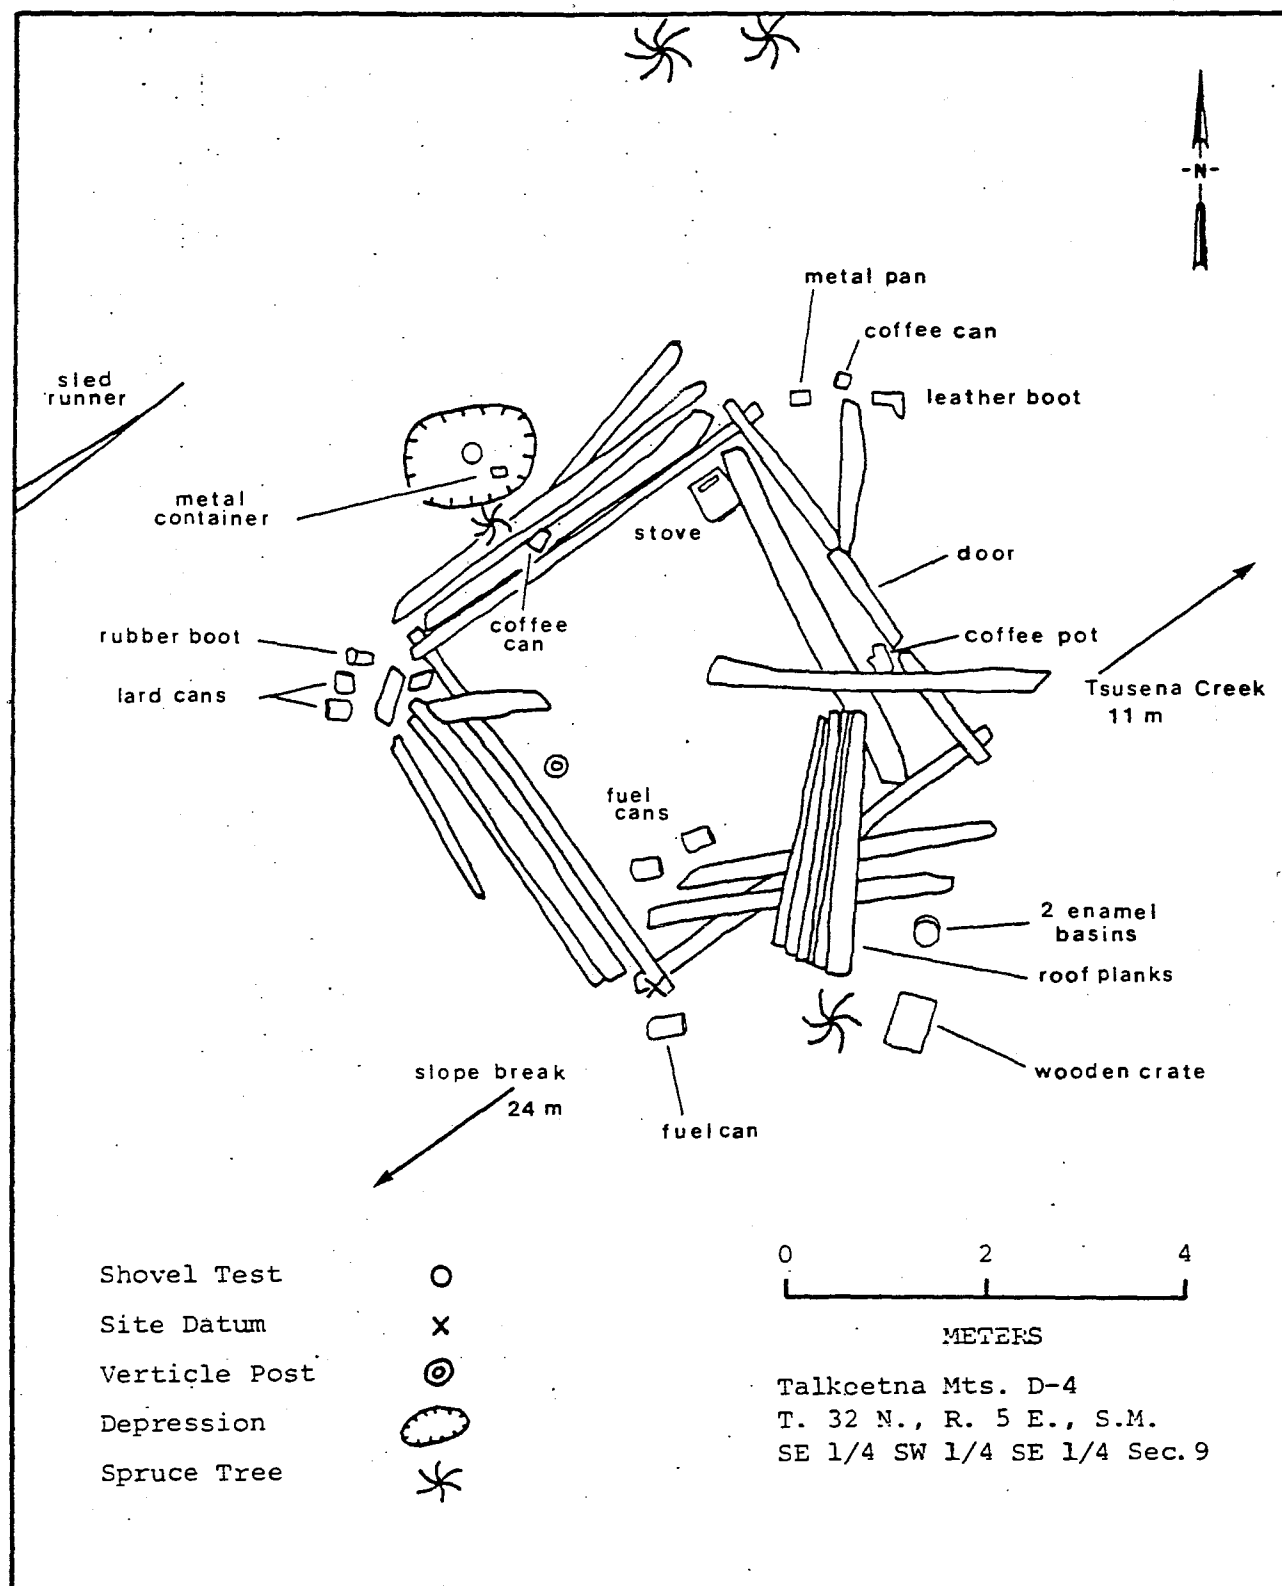 -N-
metal pan
coffee can
leather boot
sled
runner
metal
container
stove
door
coffee
can
coffee pot
rubber boot
lard cans
Tsusena Creek
11 m
fuel
cans
2 enamel
basins
roof planks
wooden crate
slope break
24 m
fuel can
0 2 4
METERS
Shovel Test
Site Datum
Verticle Post
Depression
Spruce Tree
Talkeetna Mts. D-4
T. 32 N., R. 5 E., S.M.
SE 1/4 SW 1/4 SE 1/4 Sec. 9